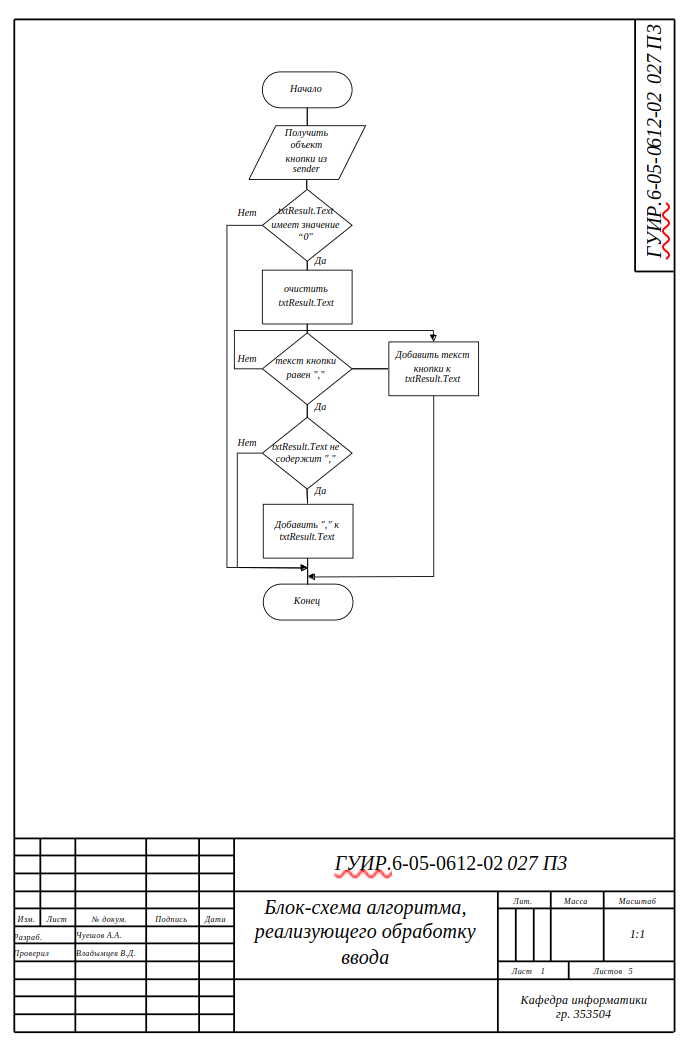 ГУИР.6-05-0612-02 027 ПЗ
Начало
Получить
объект
кнопки из
sender
Нет
txtResult.Text
имеет значение
“0”
Да
очистить
txtResult.Text
Нет
текст кнопки
равен ","
Добавить текст
кнопки к
txtResult.Text
Да
Нет
txtResult.Text не
содержит ","
Да
Добавить "," к
txtResult.Text
Конец
ГУИР.6-05-0612-02 027 ПЗ
Блок-схема алгоритма,
реализующего обработку
ввода
Лит. Масса Масштаб
1:1
Изм. Лист № докум. Подпись Дата
Разраб. Чуешов А.А.
Проверил Владымцев В.Д.
Лист 1 Листов 5
Кафедра информатики
гр. 353504